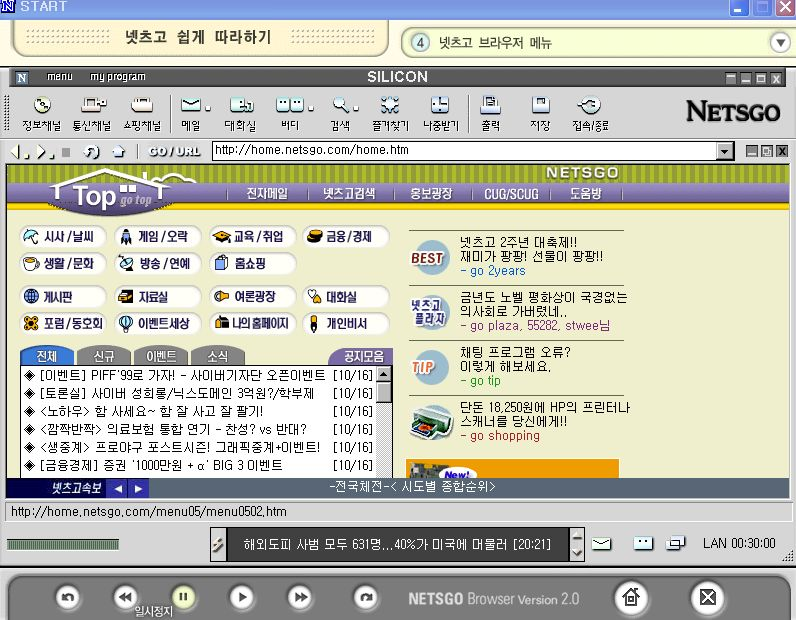 START
넷츠고 쉽게 따라하기
4 넷츠고 브라우저 메뉴
N menu my program SILICON
정보채널 통신채널 쇼핑채널 메일 대학실 버디 검색 즐겨찾기 나중받기 출력 저장 접속/종료 NETSGO
GO/URL http://home.netsgo.com/home.htm
NETSGO
Top go top 전자메일 넷츠고검색 홍보광장 CUG/SCUG 도움방
시사/날씨 게임/오락 교육/취업 금융/경제
생활/문화 방송/연예 홈쇼핑
게시판 자료실 여론광장 대화실
포럼/동호회 이벤트세상 나의홈페이지 개인비서
BEST 넷츠고 2주년 대축제!!
재미가 팡팡! 선물이 팡팡!!
- go 2years
넷츠고 플라자 금년도 노벨 평화상이 국경없는
의사회로 가버렸네..
- go plaza, 55282, stwee님
TIP 채팅 프로그램 오류?
이렇게 해보세요.
- go tip
단돈 18,250원에 HP의 프린터나
스캐너를 당신에게!!
- go shopping
New!
전체 신규 이벤트 소식 공지모음
◈ [이벤트] PIFF'99로 가자! - 사이버기자단 오픈이벤트 [10/16]
◈ [토론실] 사이버 성희롱/닉스도메인 3억원?/학부제 [10/16]
◈ <노하우> 함 사세요~ 함 잘 사고 잘 팔기! [10/16]
◈ <깜짝반짝> 의료보험 통합 연기 - 찬성? vs 반대? [10/16]
◈ <생중계> 프로야구 포스트시즌! 그래픽중계+이벤트! [10/16]
◈ [금융경제] 증권 '1000만원 + α' BIG 3 이벤트 [10/16]
넷츠고속보 -전국체전-< 시도별 종합순위>
http://home.netsgo.com/menu05/menu0502.htm
해외도피 사범 모두 631명...40%가 미국에 머물러 [20:21] LAN 00:30:00
일시정지
NETSGO Browser Version 2.0